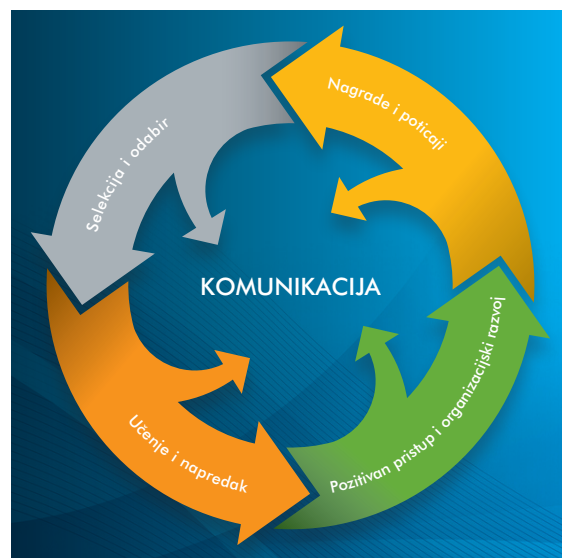 Nagrade i poticaji
Selekcija i odabir
KOMUNIKACIJA
Učenje i napredak
Pozitivan pristup i organizacijski razvoj